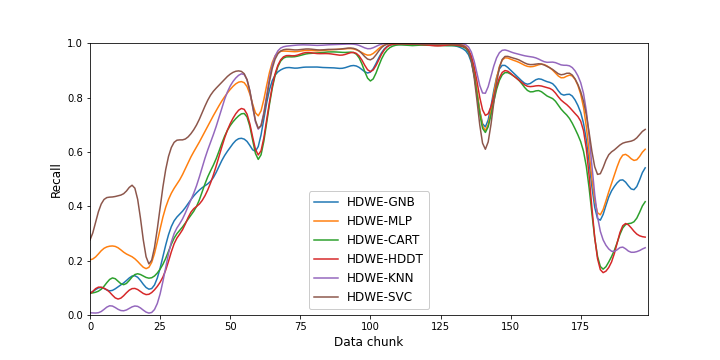 1.0
0.8
0.6
0.4
0.2
0.0
Recall
HDWE-GNB
HDWE-MLP
HDWE-CART
HDWE-HDDT
HDWE-KNN
HDWE-SVC
0 25 50 75 100 125 150 175
Data chunk